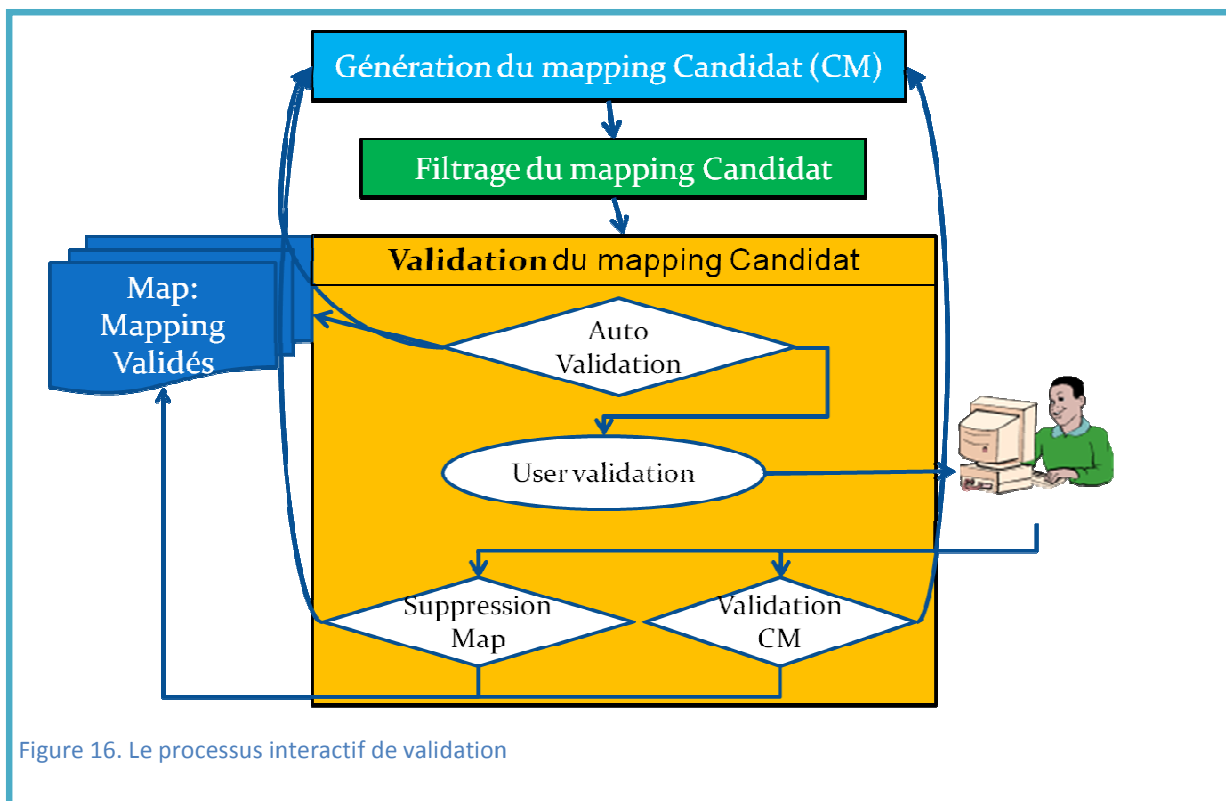 Génération du mapping Candidat (CM)
Filtrage du mapping Candidat
Validation du mapping Candidat
Map:
Mapping
Validés
Auto
Validation
User validation
Suppression
Map
Validation
CM
Figure 16. Le processus interactif de validation